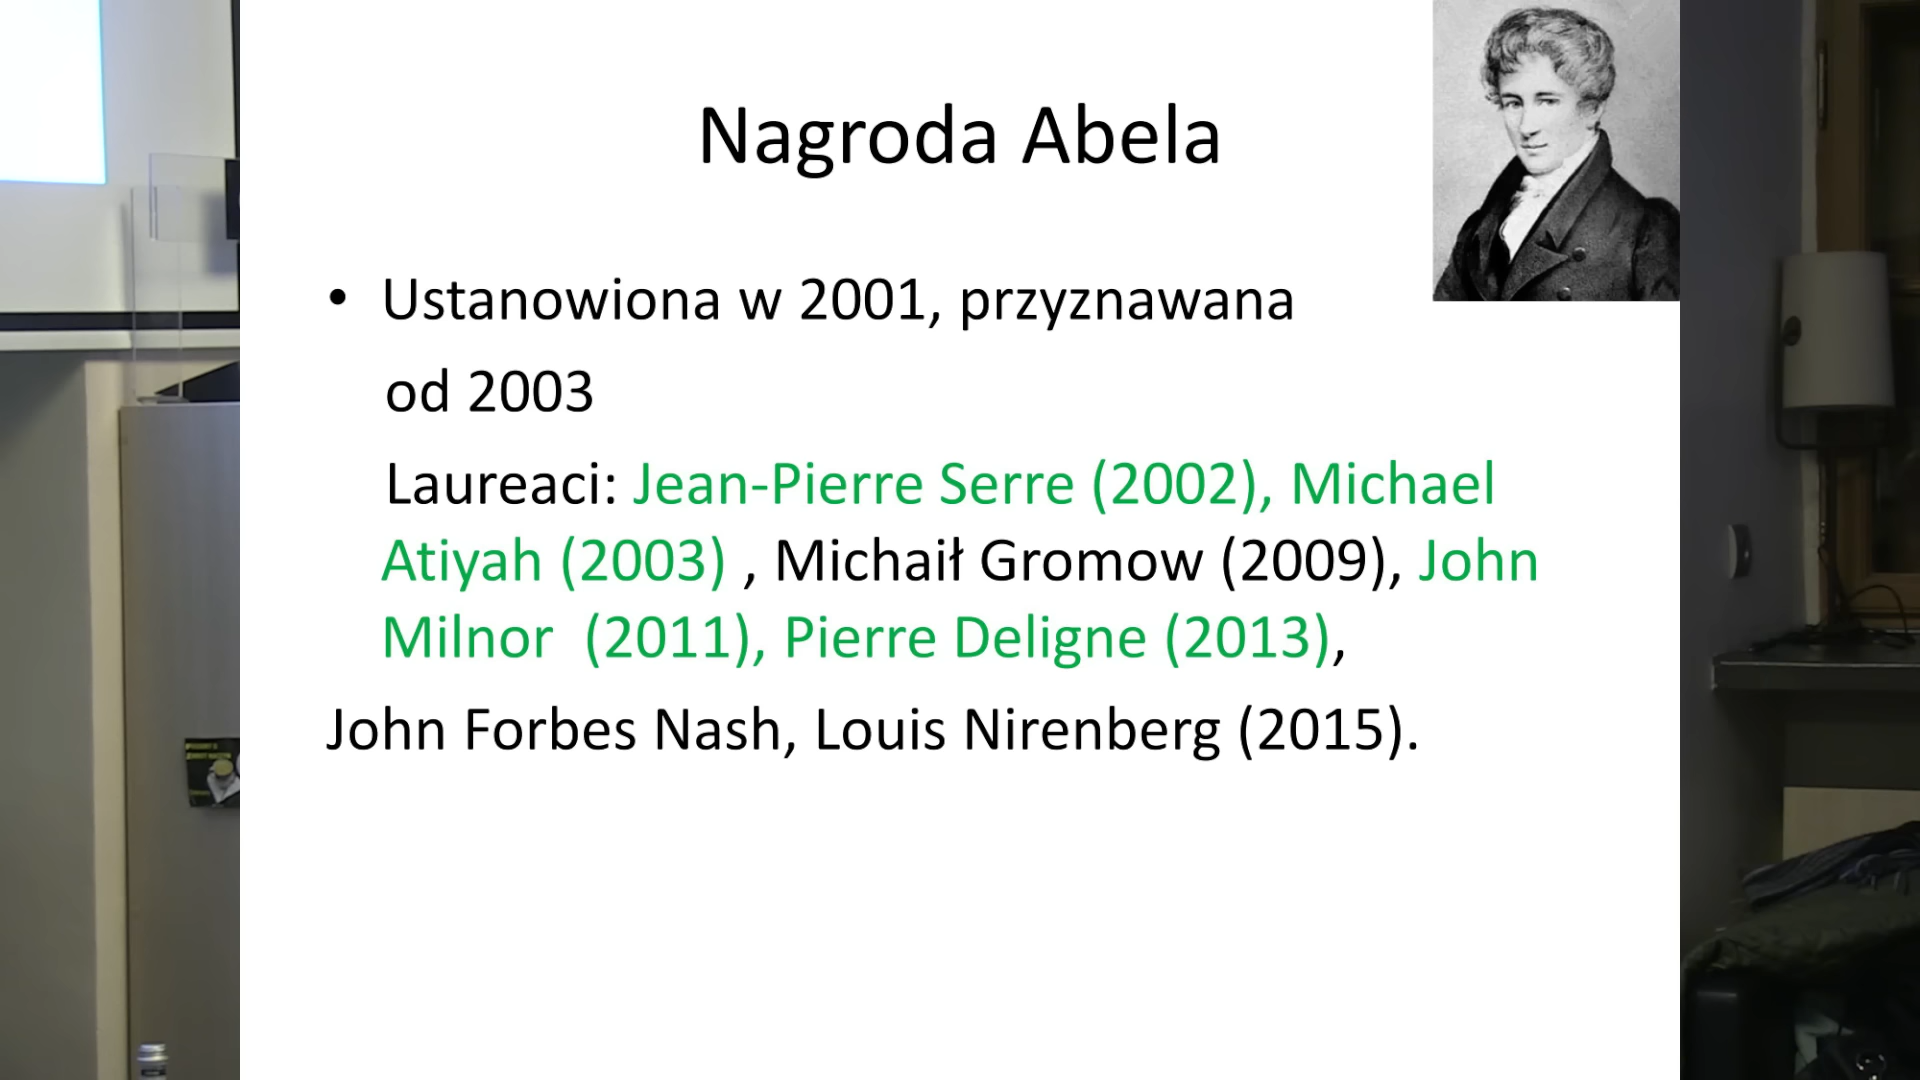 Nagroda Abela
• Ustanowiona w 2001, przyznawana
od 2003
Laureaci: Jean-Pierre Serre (2002), Michael
Atiyah (2003) , Michaił Gromow (2009), John
Milnor  (2011), Pierre Deligne (2013),
John Forbes Nash, Louis Nirenberg (2015).